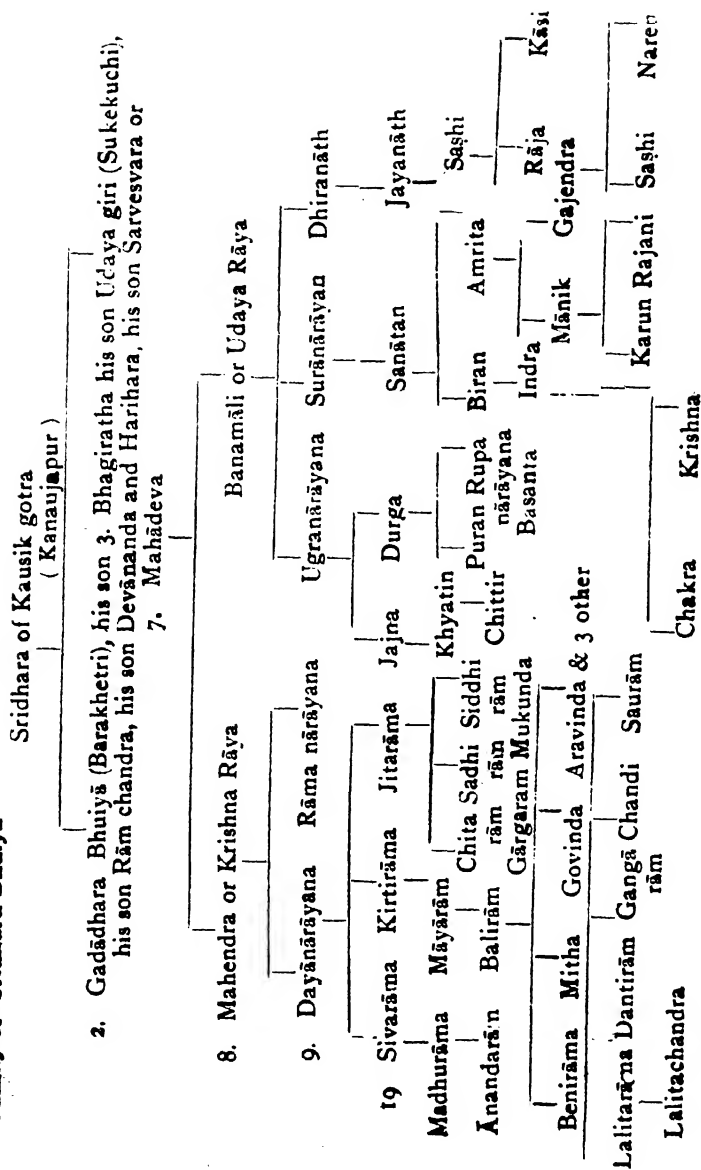 Sridhara of Kausik gotra
( Kanaujapur )
2. Gadādhara Bhuiyā (Barakhetri), his son 3. Bhagiratha his son Udaya giri (Sukekuchi),
his son Rām chandra, his son Devānanda and Harihara, his son Sarvesvara or
7. Mahādeva
8. Mahendra or Krishna Rāya Banamāli or Udaya Rāya
9. Dayānārāyana Rāma nārāyana Ugranārāyana Suranārāyan Dhiranāth
19 Sivarāma Kirtirāma Jitarāma Jajna Durga Sanātan Jayanāth
Madhurāma Māyārām Chita Sadhi Siddhi Khyatin Puran Rupa Biran Amrita Sashi
rām rām rām Chittir nārāyana Indra Rāja Kāsi
Ānandarām Balirām Gārgaram Mukunda Basanta Mānik Gajendra
Benirāma Mitha Govinda Aravinda & 3 other Karun Rajani Sashi Naren
Lalitarāma Dantirām Gangā Chandi Saurām Chakra Krishna
rām
Lalitachandra